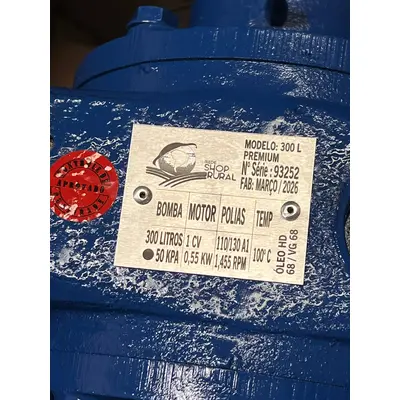 MODELO: 300 L
PREMIUM
Nº Série : 93252
FAB: MARÇO / 2026
SHOP
RURAL
BOMBA MOTOR POLIAS TEMP
300 LITROS 1 CV 110/130 A1 100°C
50 KPA 0,55 KW 1,455 RPM
ÓLEO HD
68 / VG 68
APROVADO